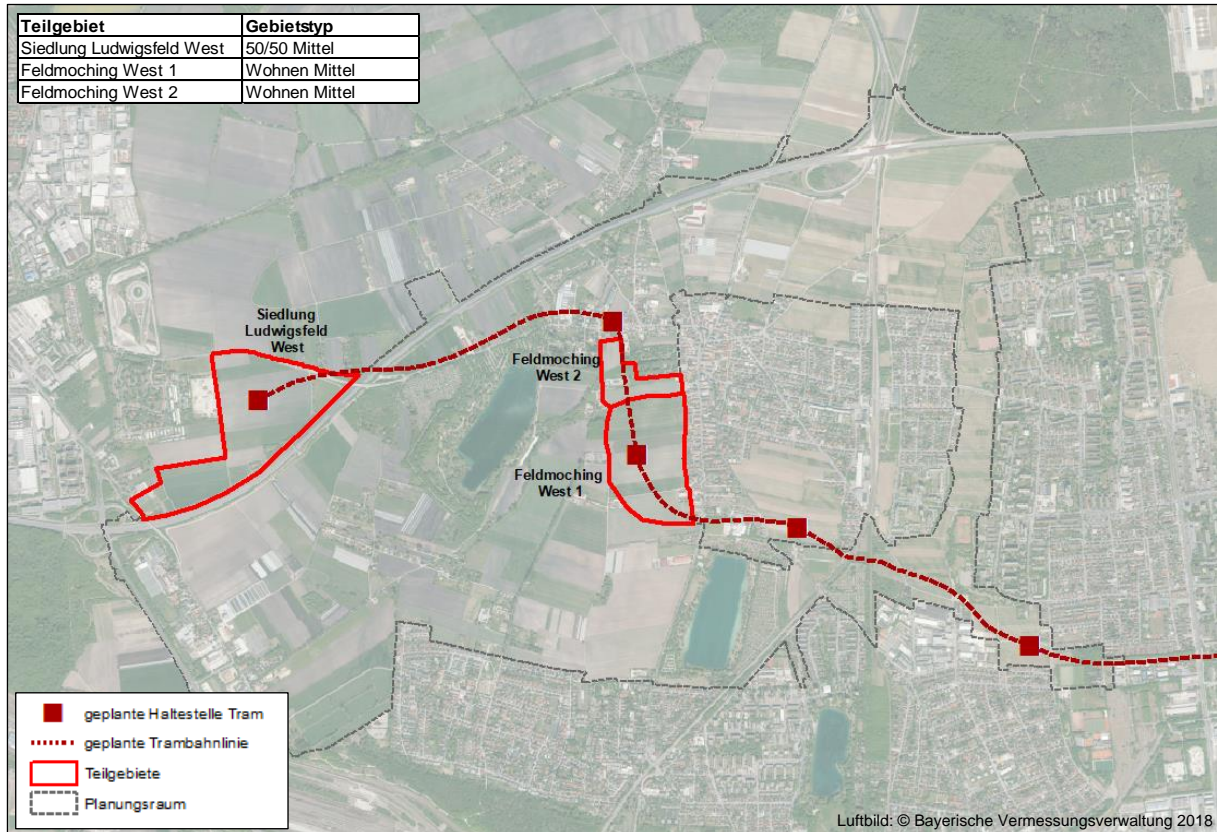 Teilgebiet Gebietstyp
Siedlung Ludwigsfeld West 50/50 Mittel
Feldmoching West 1 Wohnen Mittel
Feldmoching West 2 Wohnen Mittel
Siedlung
Ludwigsfeld
West
Feldmoching
West 2
Feldmoching
West 1
geplante Haltestelle Tram
geplante Trambahnlinie
Teilgebiete
Planungsraum
Luftbild: © Bayerische Vermessungsverwaltung 2018